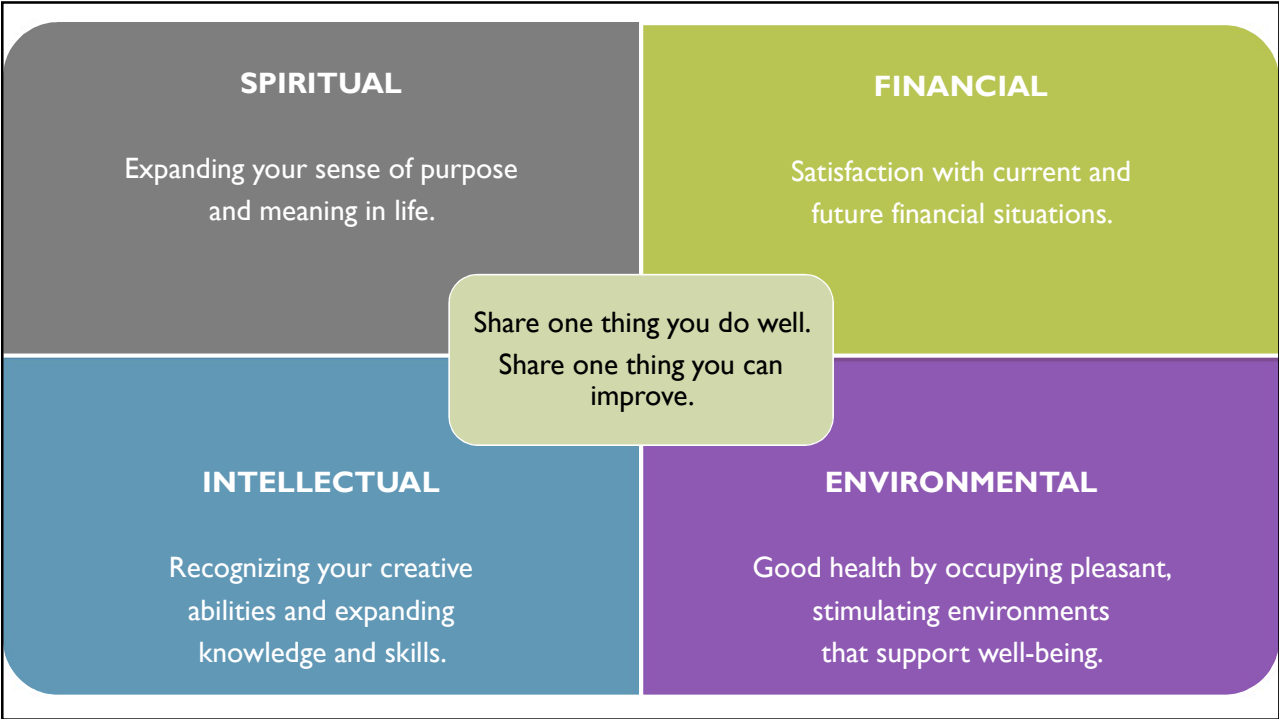 SPIRITUAL
Expanding your sense of purpose
and meaning in life.
FINANCIAL
Satisfaction with current and
future financial situations.
Share one thing you do well.
Share one thing you can
improve.
INTELLECTUAL
Recognizing your creative
abilities and expanding
knowledge and skills.
ENVIRONMENTAL
Good health by occupying pleasant,
stimulating environments
that support well-being.